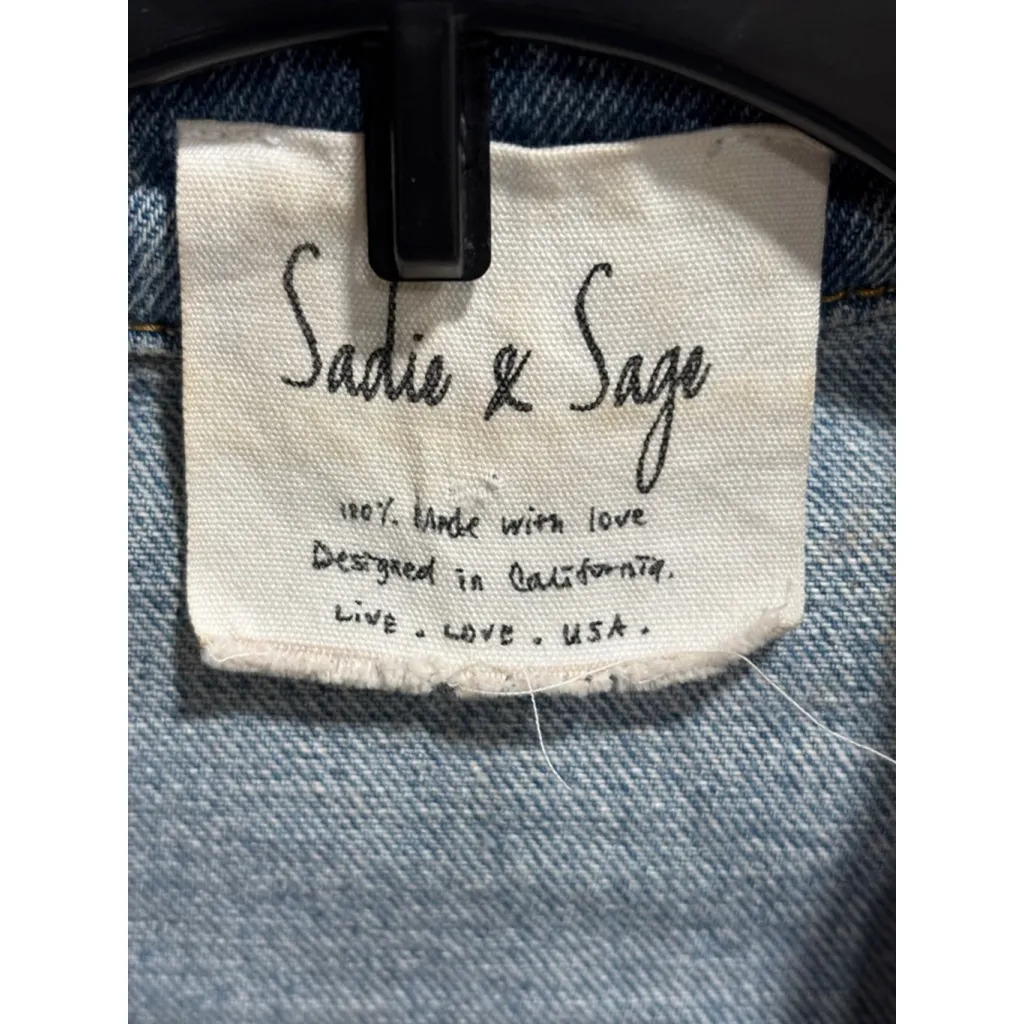 Sadie & Sage
100% Made with love
Designed in California.
LiVE . LOVE . USA .